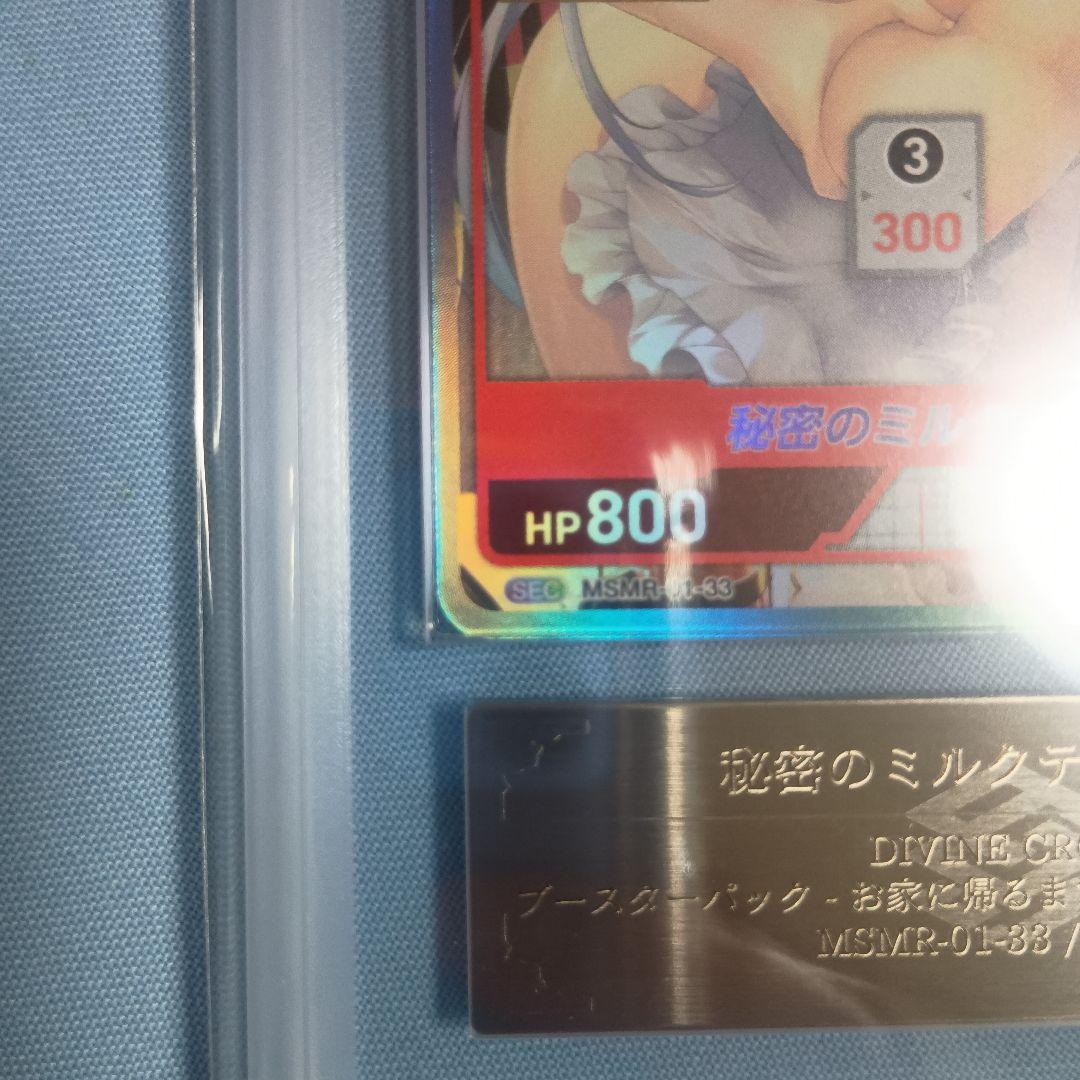 3
300
秘密のミル
HP800
SEC MSMR-01-33
秘密のミルクテ
DIVINE CR
ブースターパック - お家に帰るま
MSMR-01-33 /